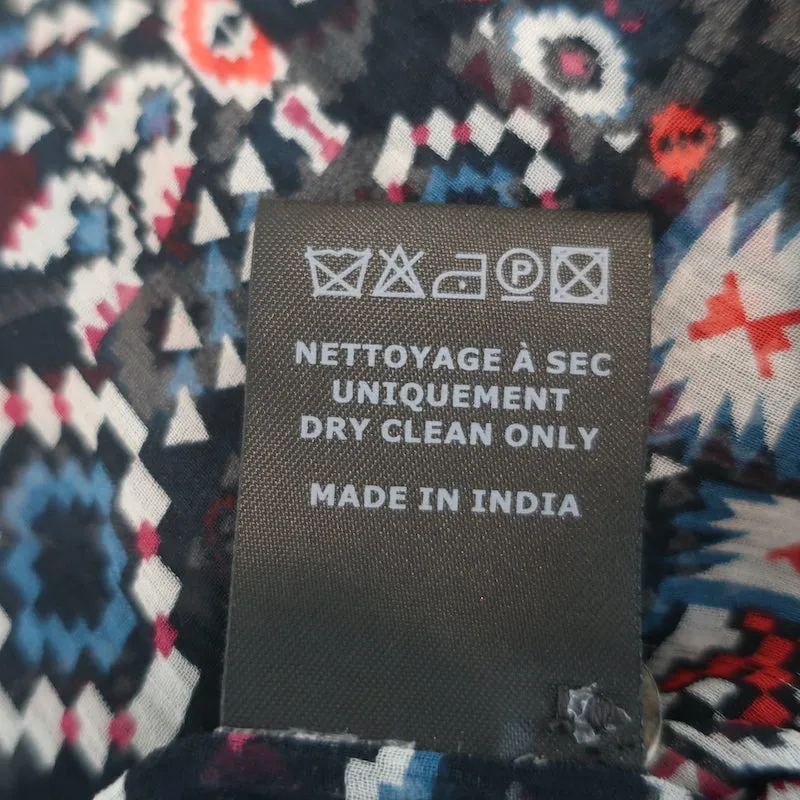 P
NETTOYAGE À SEC
UNIQUEMENT
DRY CLEAN ONLY
MADE IN INDIA